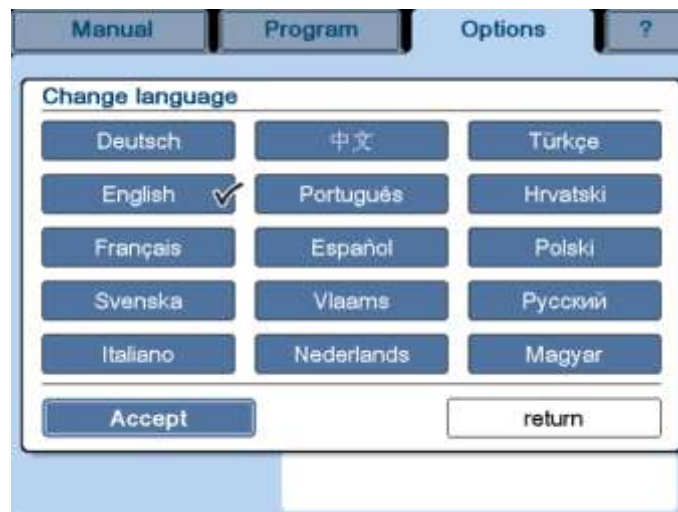 Manual Program Options ?
Change language
Deutsch 中文 Türkçe
English Português Hrvatski
Français Español Polski
Svenska Vlaams Русский
Italiano Nederlands Magyar
Accept return